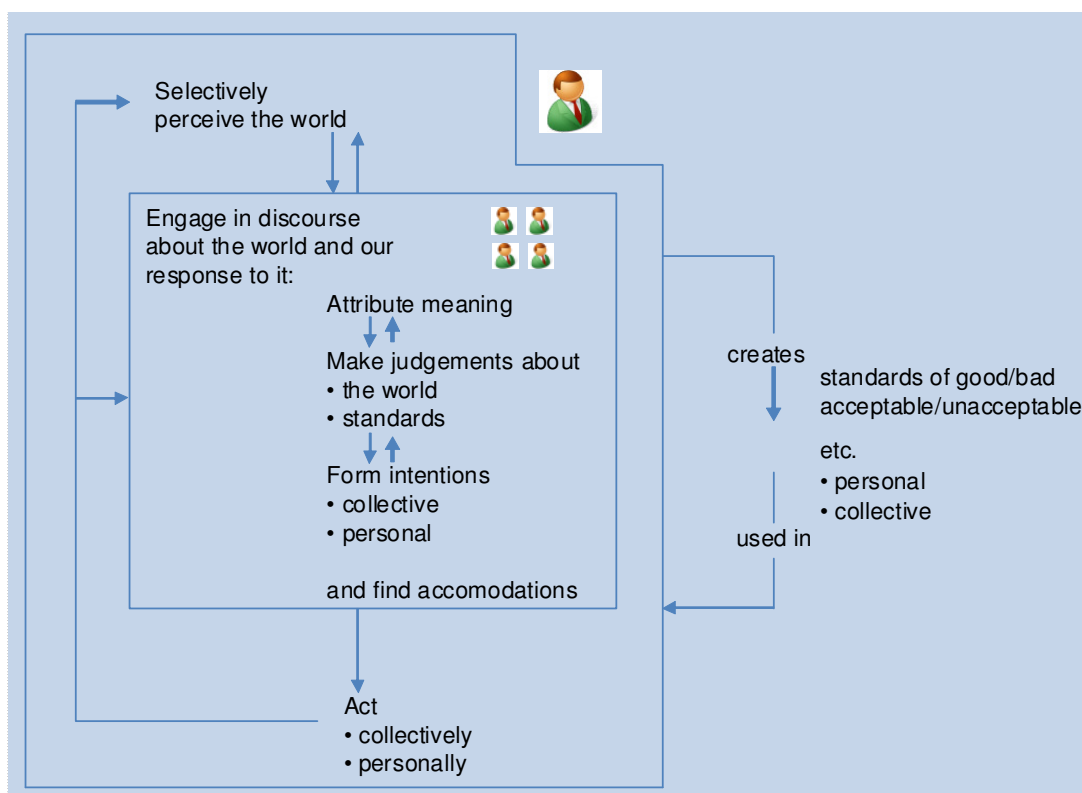 Selectively
perceive the world
Engage in discourse
about the world and our
response to it:
Attribute meaning
Make judgements about
• the world
• standards
Form intentions
• collective
• personal
and find accomodations
Act
• collectively
• personally
creates
standards of good/bad
acceptable/unacceptable
etc.
• personal
• collective
used in